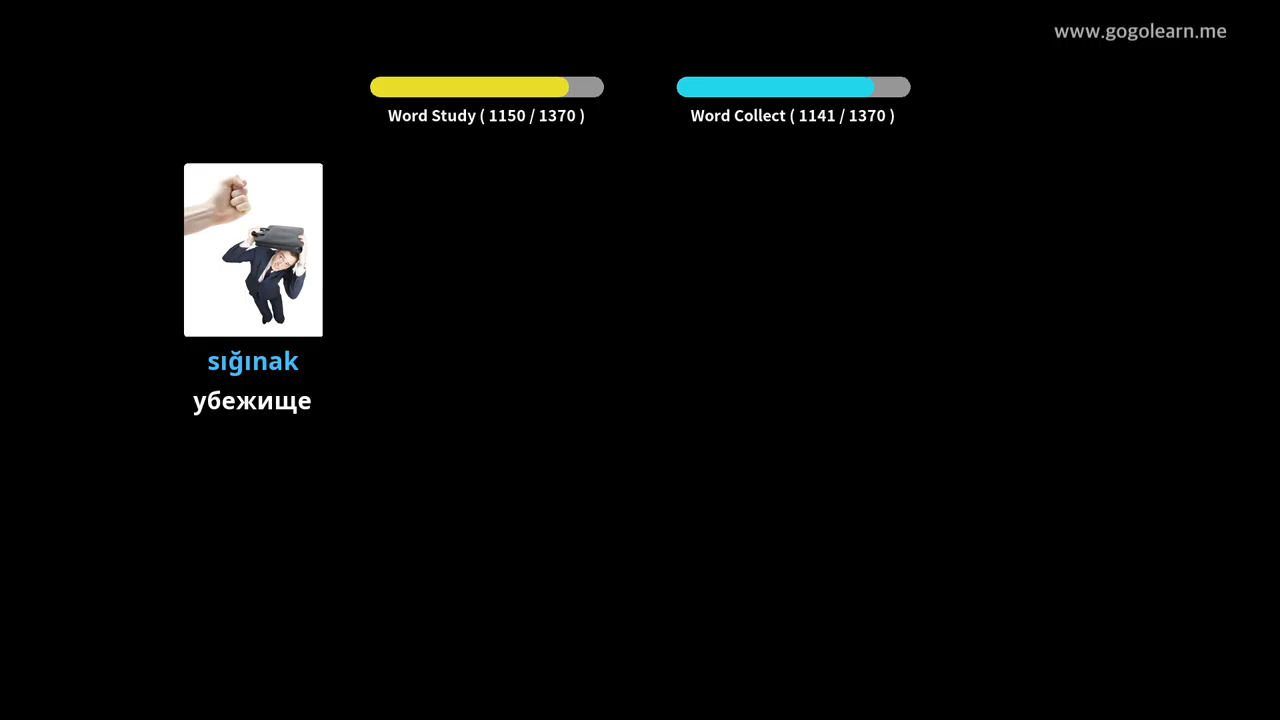 www.gogolearn.me
Word Study ( 1150 / 1370 )
Word Collect ( 1141 / 1370 )
sığınak
убежище